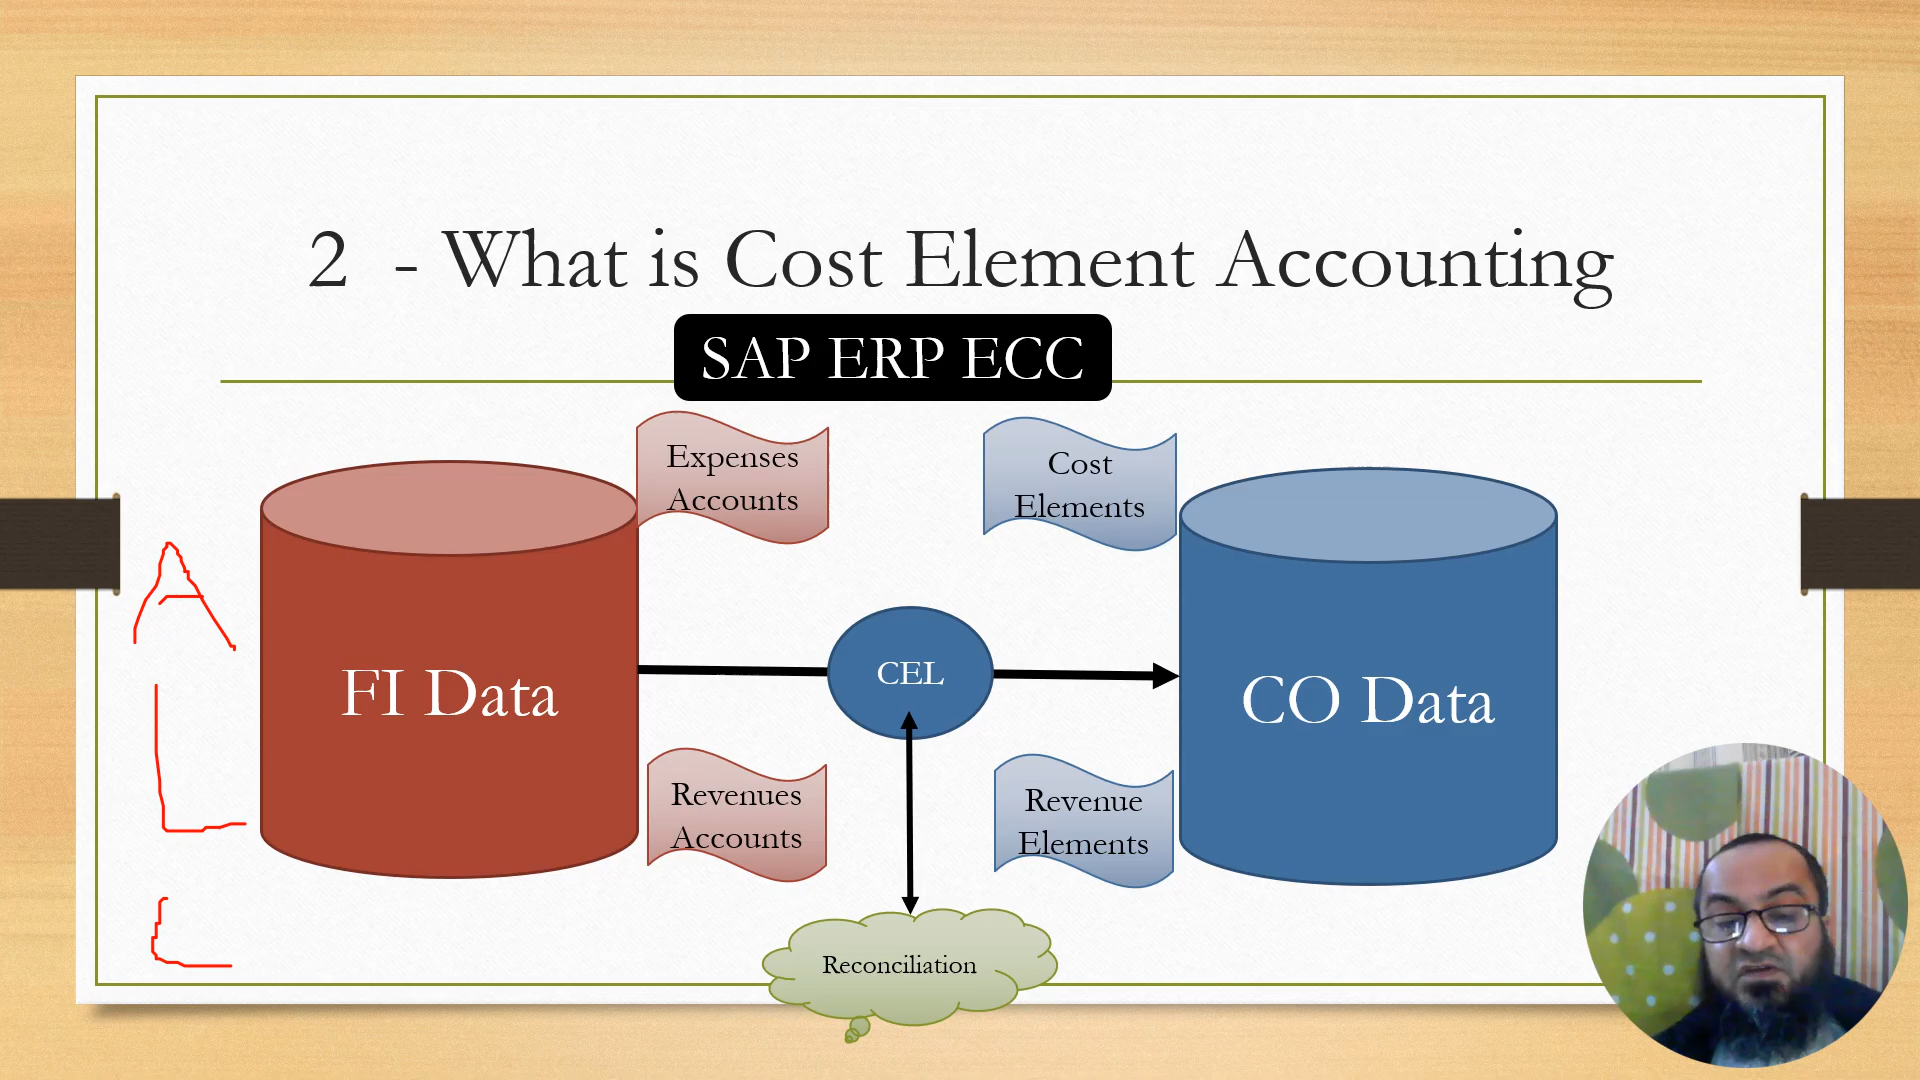 2 - What is Cost Element Accounting
SAP ERP ECC
Expenses
Accounts
Cost
Elements
A
FI Data
CEL
CO Data
L
Revenues
Accounts
Revenue
Elements
L
Reconciliation